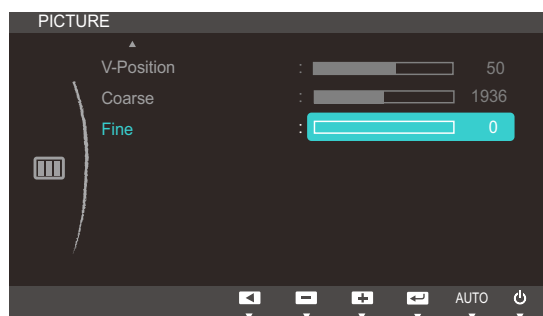 PICTURE
V-Position : 50
Coarse : 1936
Fine : 0
AUTO